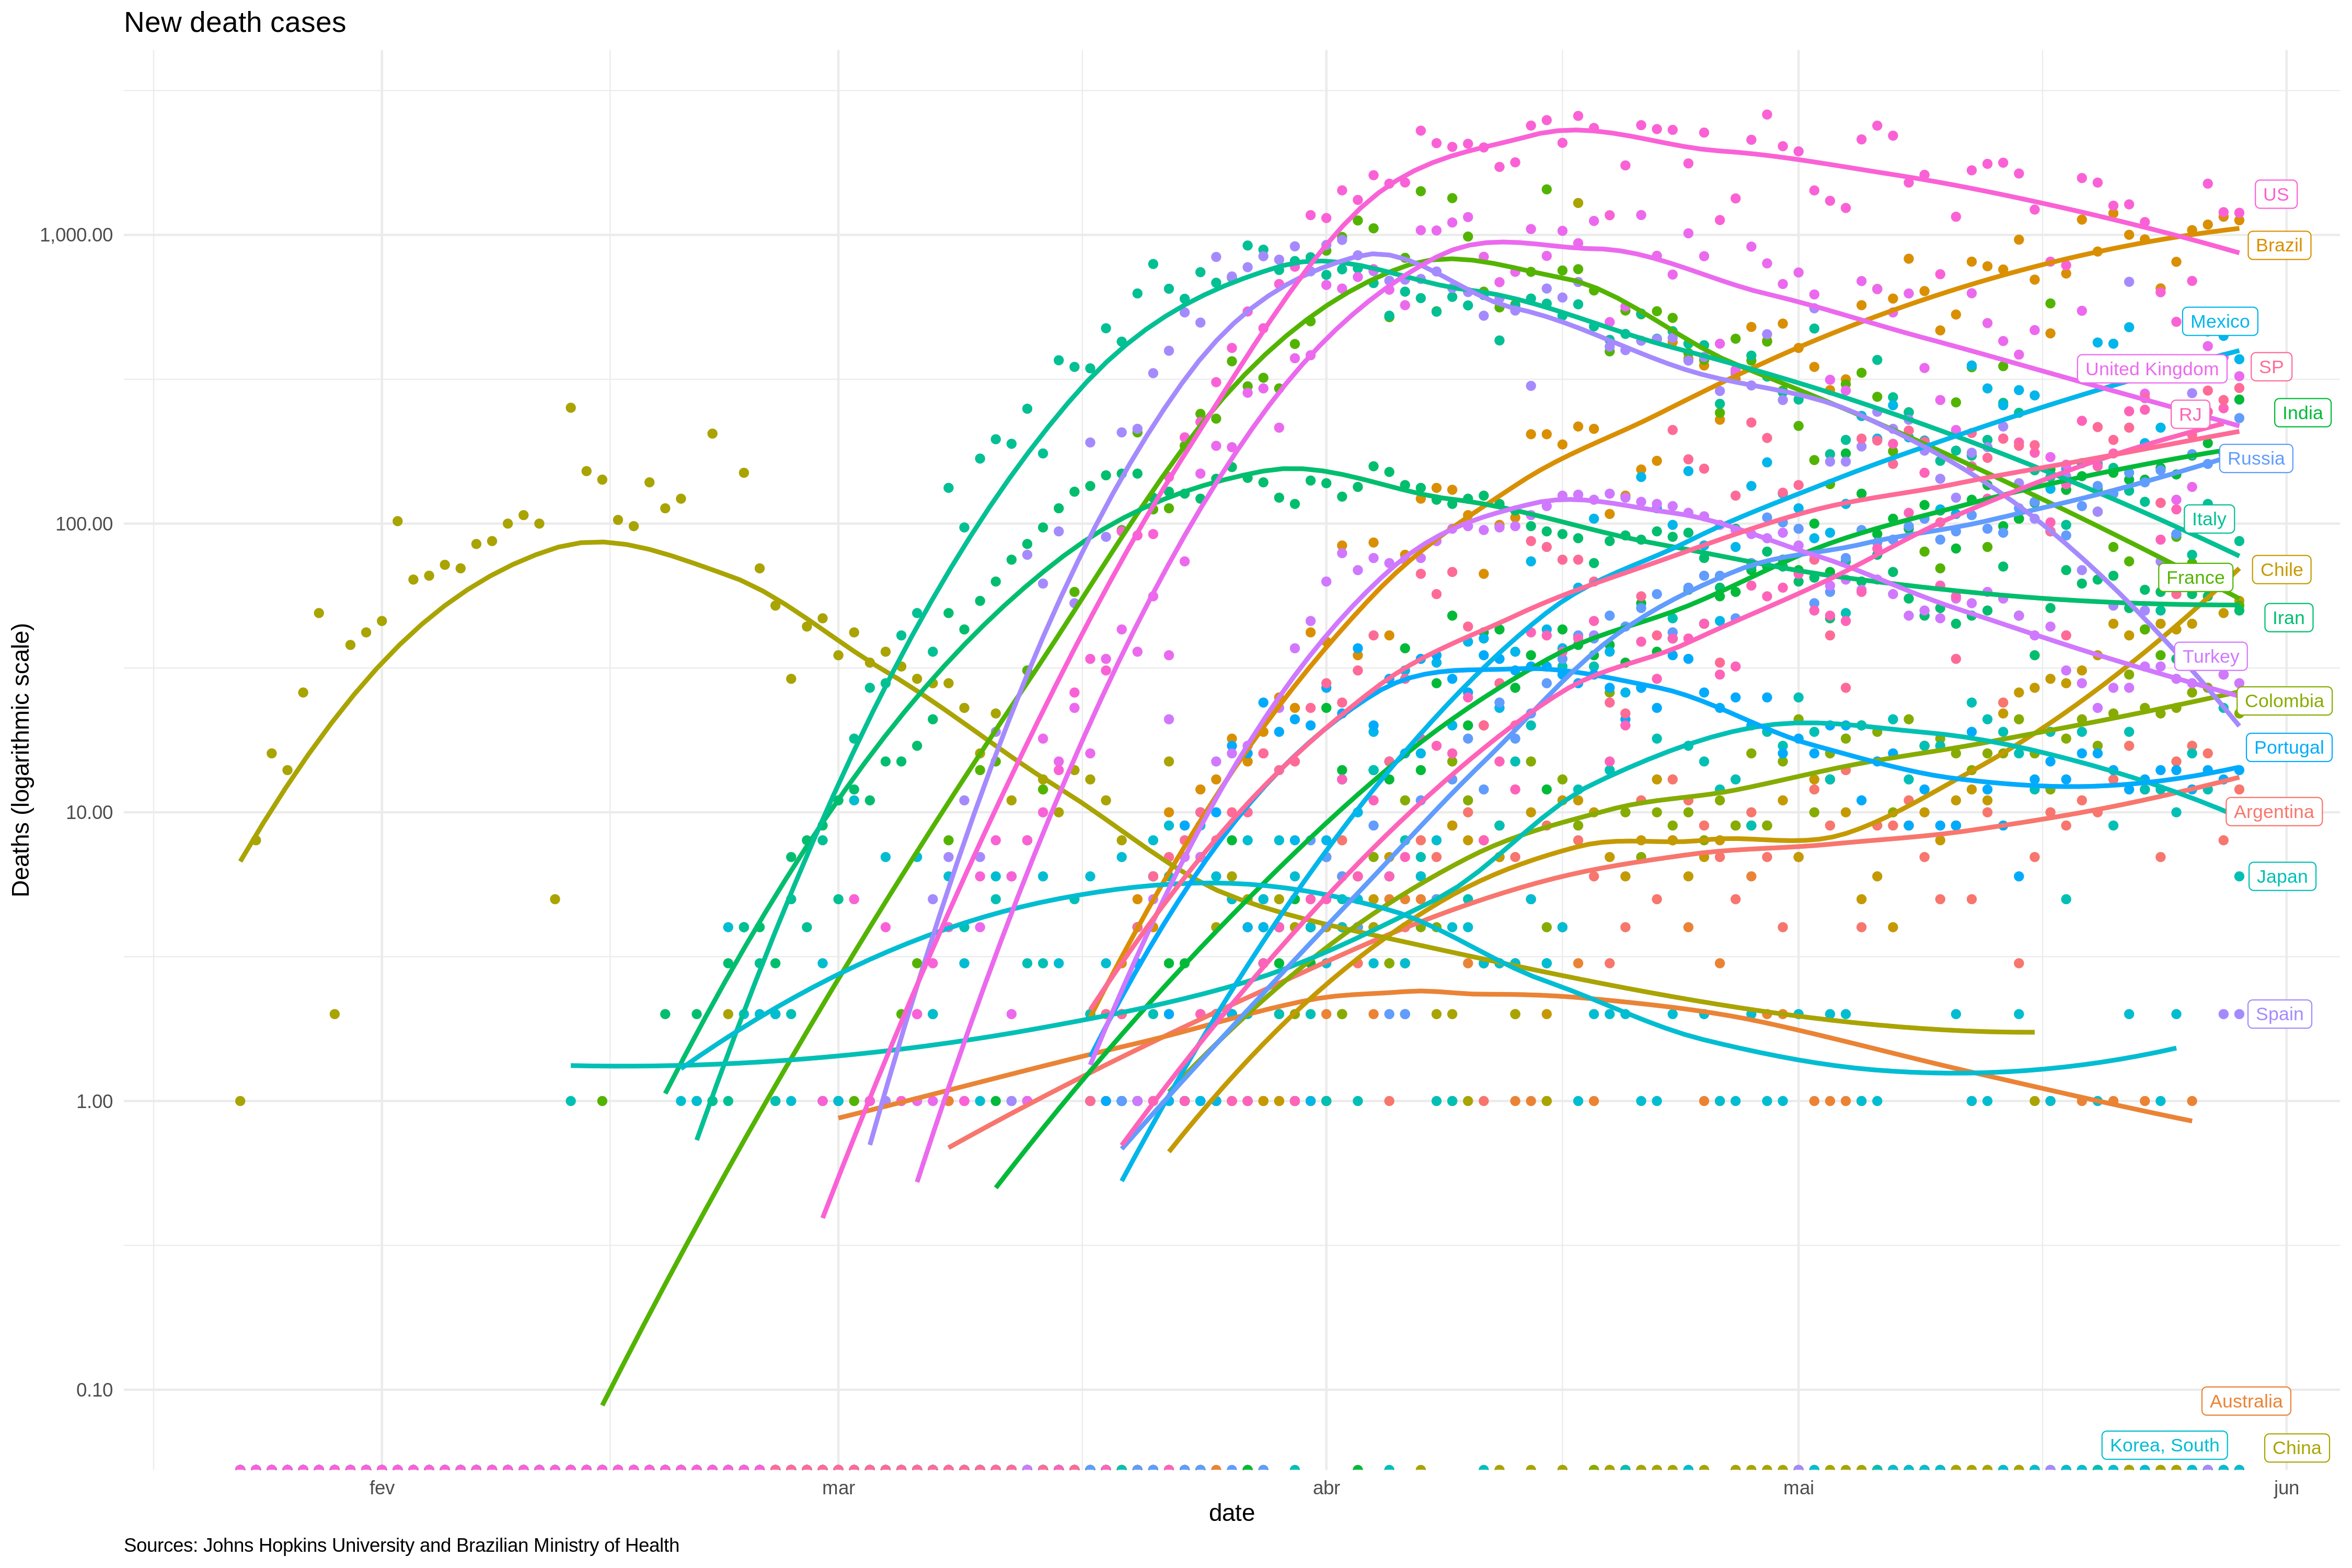 New death cases
Deaths (logarithmic scale)
1,000.00
100.00
10.00
1.00
0.10
US
Brazil
Mexico
United Kingdom
SP
RJ
India
Russia
Italy
Chile
France
Iran
Turkey
Colombia
Portugal
Argentina
Japan
Spain
Australia
Korea, South
China
fev
mar
abr
mai
jun
date
Sources: Johns Hopkins University and Brazilian Ministry of Health